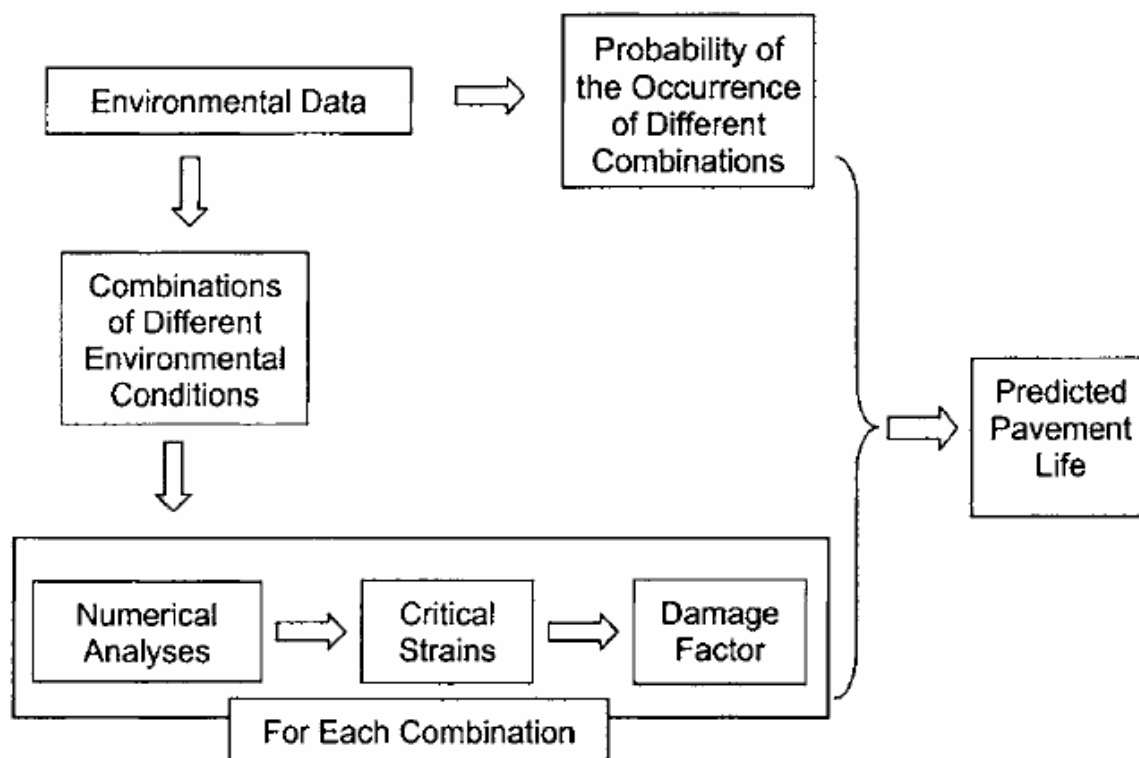 Environmental Data
Probability of
the Occurrence
of Different
Combinations
Combinations
of Different
Environmental
Conditions
Numerical
Analyses
Critical
Strains
Damage
Factor
For Each Combination
Predicted
Pavement
Life